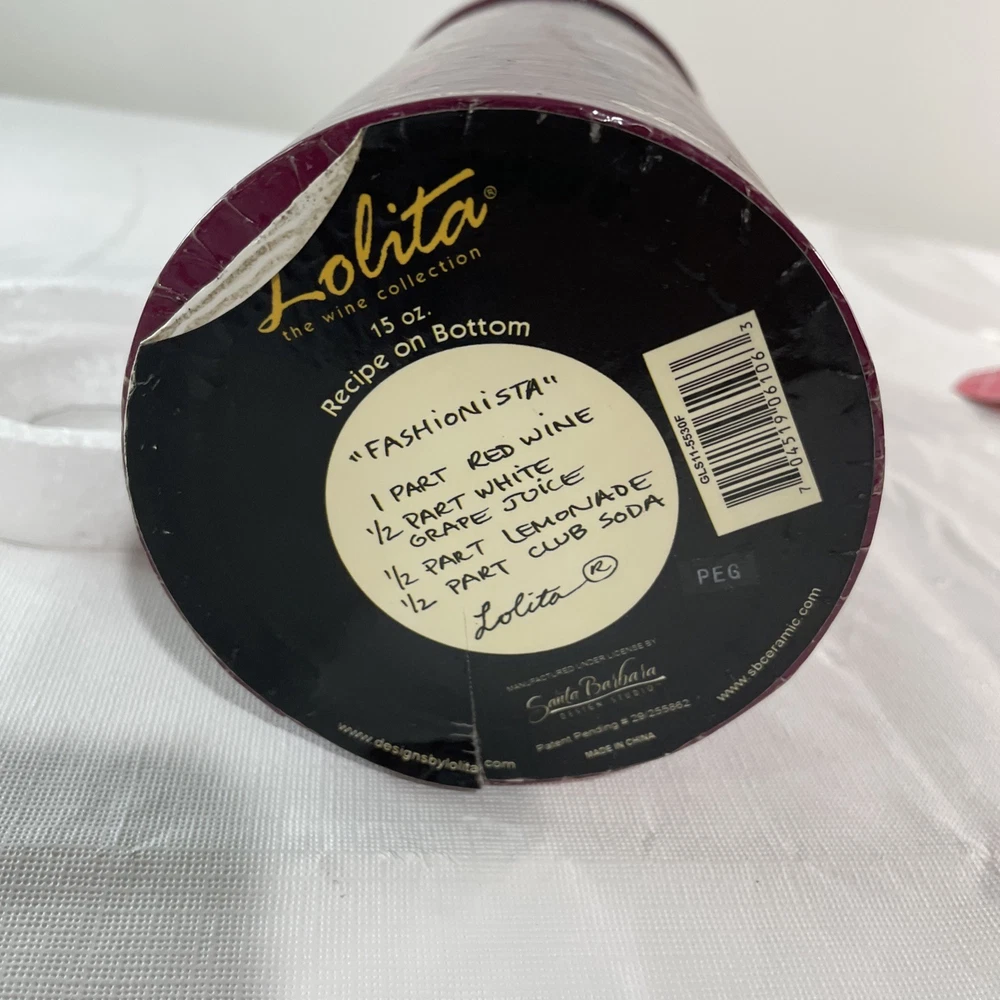 Lolita®
the wine collection
15 oz.
Recipe on Bottom
"FASHIONISTA"
1 PART RED WINE
1/2 PART WHITE
GRAPE JUICE
1/2 PART LEMONADE
1/2 PART CLUB SODA
Lolita ®
GLS11-5530F
7 04519 06106 3
PEG
MANUFACTURED UNDER LICENSE BY
Santa Barbara
DESIGN STUDIO
Patent Pending # 29/255862
MADE IN CHINA
www.designsbylolita.com
www.sbceramic.com